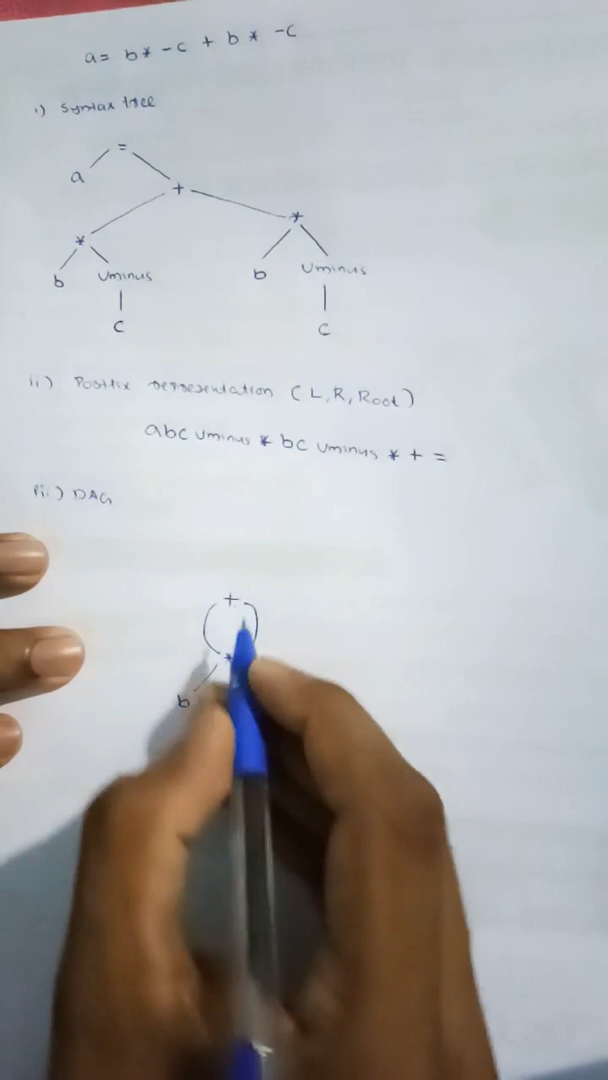 a = b * - c + b * - c
i) Syntax tree
=
a
+
*
*
b uminus
b uminus
c
c
ii) Postfix representation (L, R, Root)
abc uminus * bc uminus * + =
iii) DAG
+
*
b